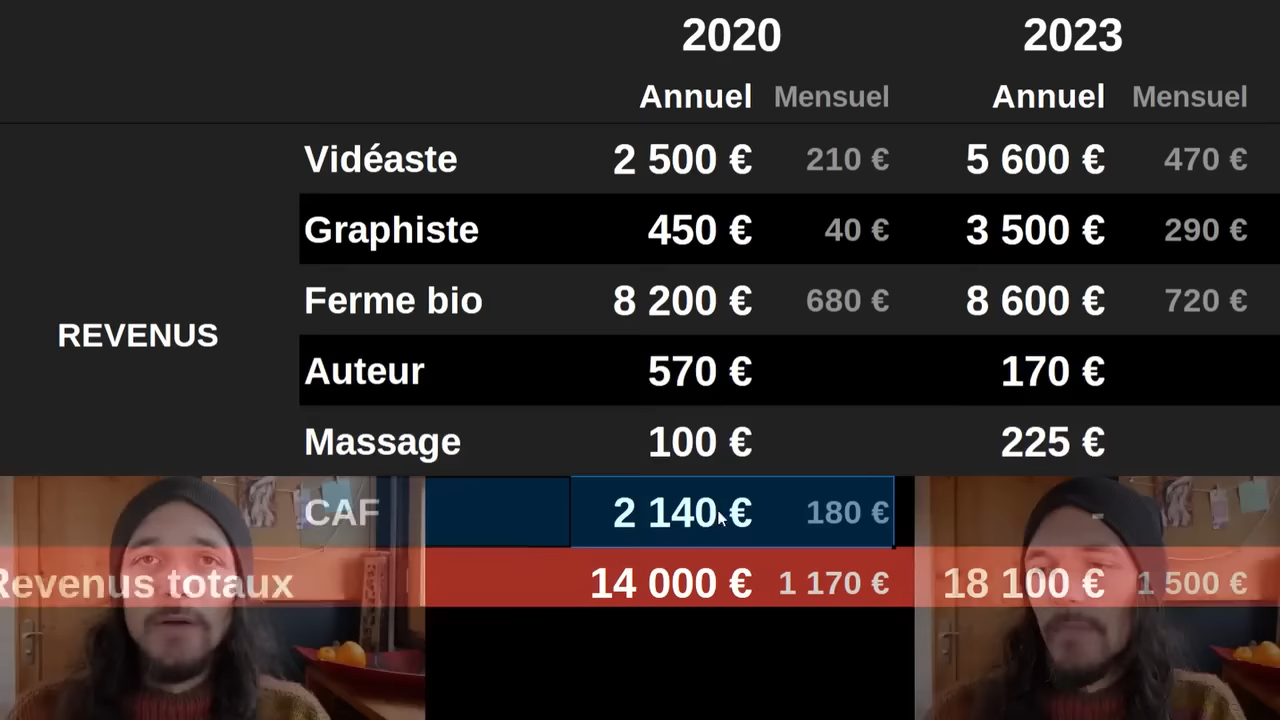 2020 2023
Annuel Mensuel Annuel Mensuel
Vidéaste 2 500 € 210 € 5 600 € 470 €
Graphiste 450 € 40 € 3 500 € 290 €
Ferme bio 8 200 € 680 € 8 600 € 720 €
REVENUS
Auteur 570 € 170 €
Massage 100 € 225 €
CAF 2 140 € 180 € -
Revenus totaux 14 000 € 1 170 € 18 100 € 1 500 €